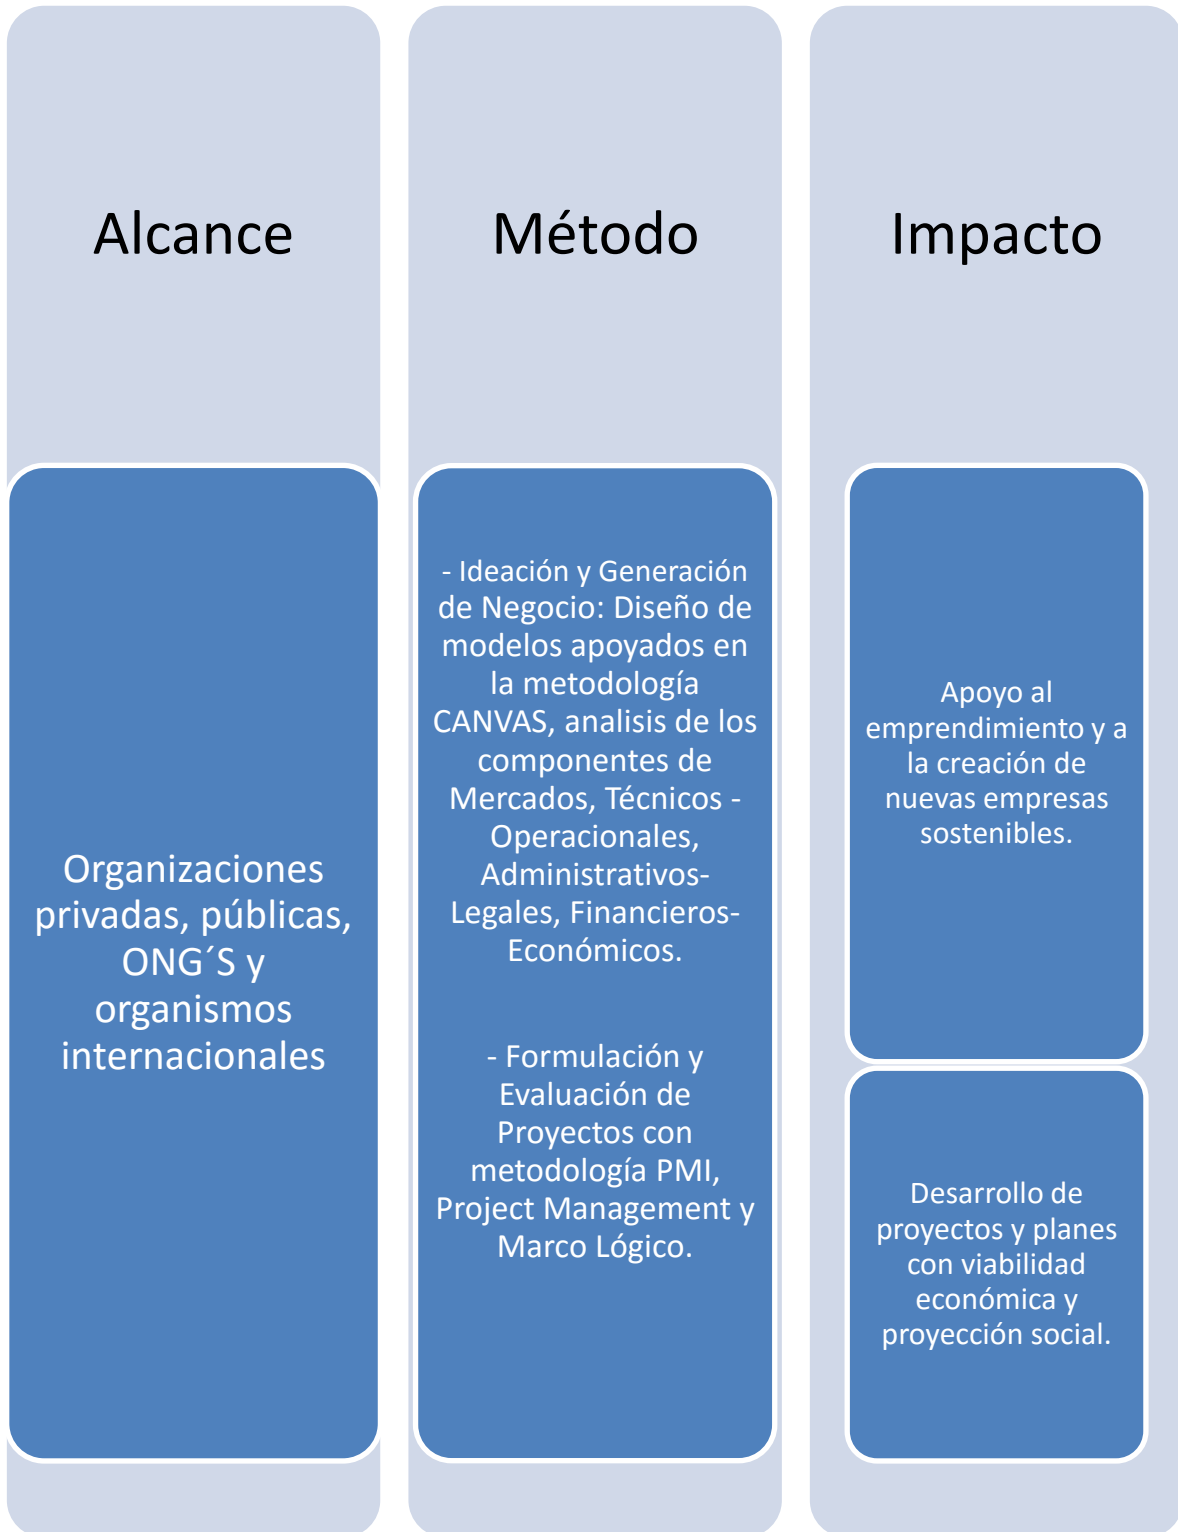 Alcance
Organizaciones
privadas, públicas,
ONG´S y
organismos
internacionales
Método
- Ideación y Generación
de Negocio: Diseño de
modelos apoyados en
la metodología
CANVAS, analisis de los
componentes de
Mercados, Técnicos -
Operacionales,
Administrativos-
Legales, Financieros-
Económicos.
- Formulación y
Evaluación de
Proyectos con
metodología PMI,
Project Management y
Marco Lógico.
Impacto
Apoyo al
emprendimiento y a
la creación de
nuevas empresas
sostenibles.
Desarrollo de
proyectos y planes
con viabilidad
económica y
proyección social.